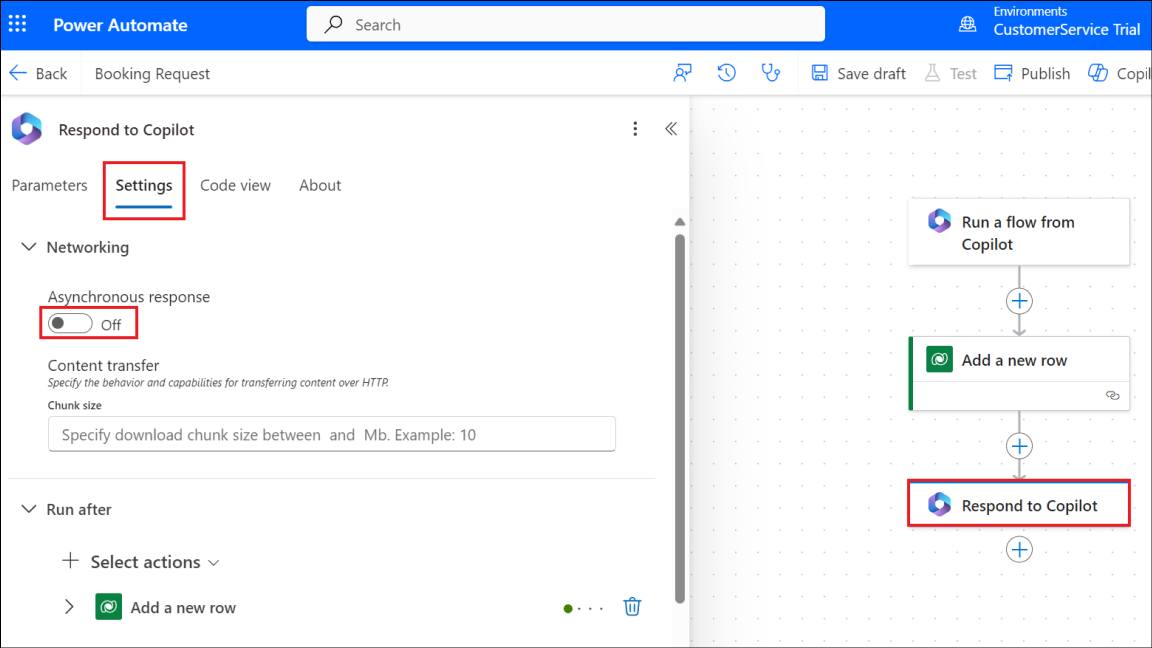 Power Automate
Search
Environments
CustomerService Trial
Back
Booking Request
Save draft
Test
Publish
Copil
Respond to Copilot
Parameters
Settings
Code view
About
Networking
Asynchronous response
Off
Content transfer
Specify the behavior and capabilities for transferring content over HTTP.
Chunk size
Specify download chunk size between  and  Mb. Example: 10
Run after
Select actions
Add a new row
Run a flow from
Copilot
Add a new row
Respond to Copilot